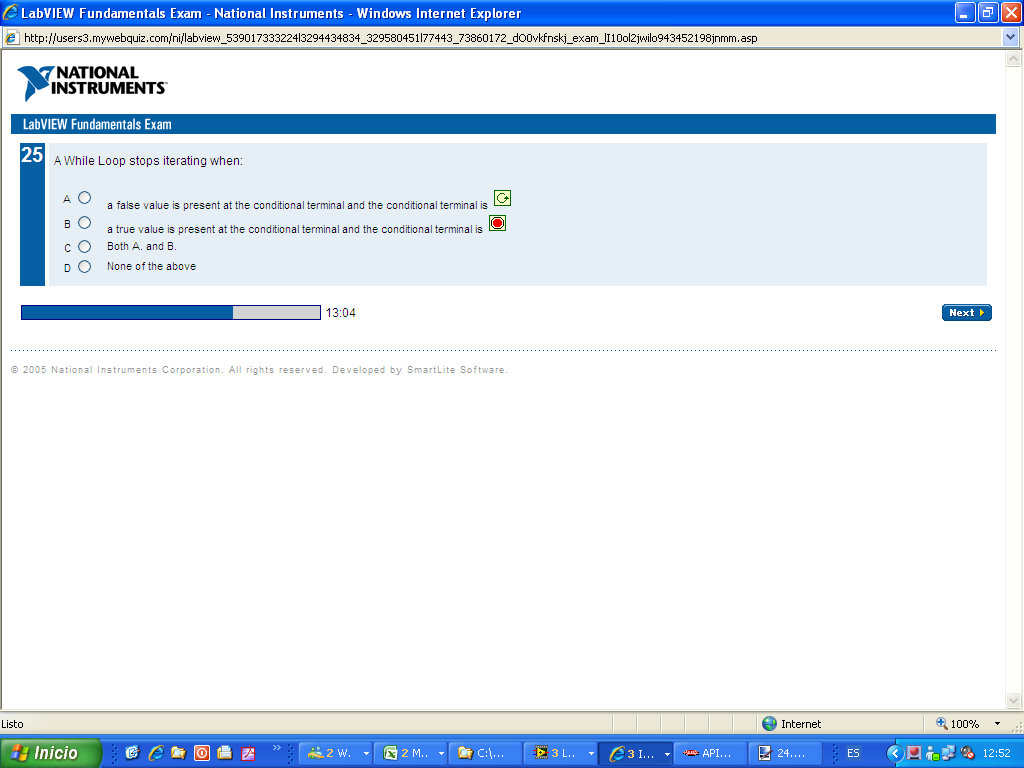 LabVIEW Fundamentals Exam - National Instruments - Windows Internet Explorer
http://users3.mywebquiz.com/ni/labview_539017333224l3294434834_329580451l77443_73860172_dO0vkfnskj_exam_lI10ol2jwilo943452198jnmm.asp
NATIONAL
INSTRUMENTS
LabVIEW Fundamentals Exam
25 A While Loop stops iterating when:
A a false value is present at the conditional terminal and the conditional terminal is
B a true value is present at the conditional terminal and the conditional terminal is
C Both A. and B.
D None of the above
13:04
Next
© 2005 National Instruments Corporation. All rights reserved. Developed by SmartLite Software.
Listo Internet 100%
Inicio 2 W... 2 M... C:\... 3 L... 3 I... API... 24.... ES 12:52